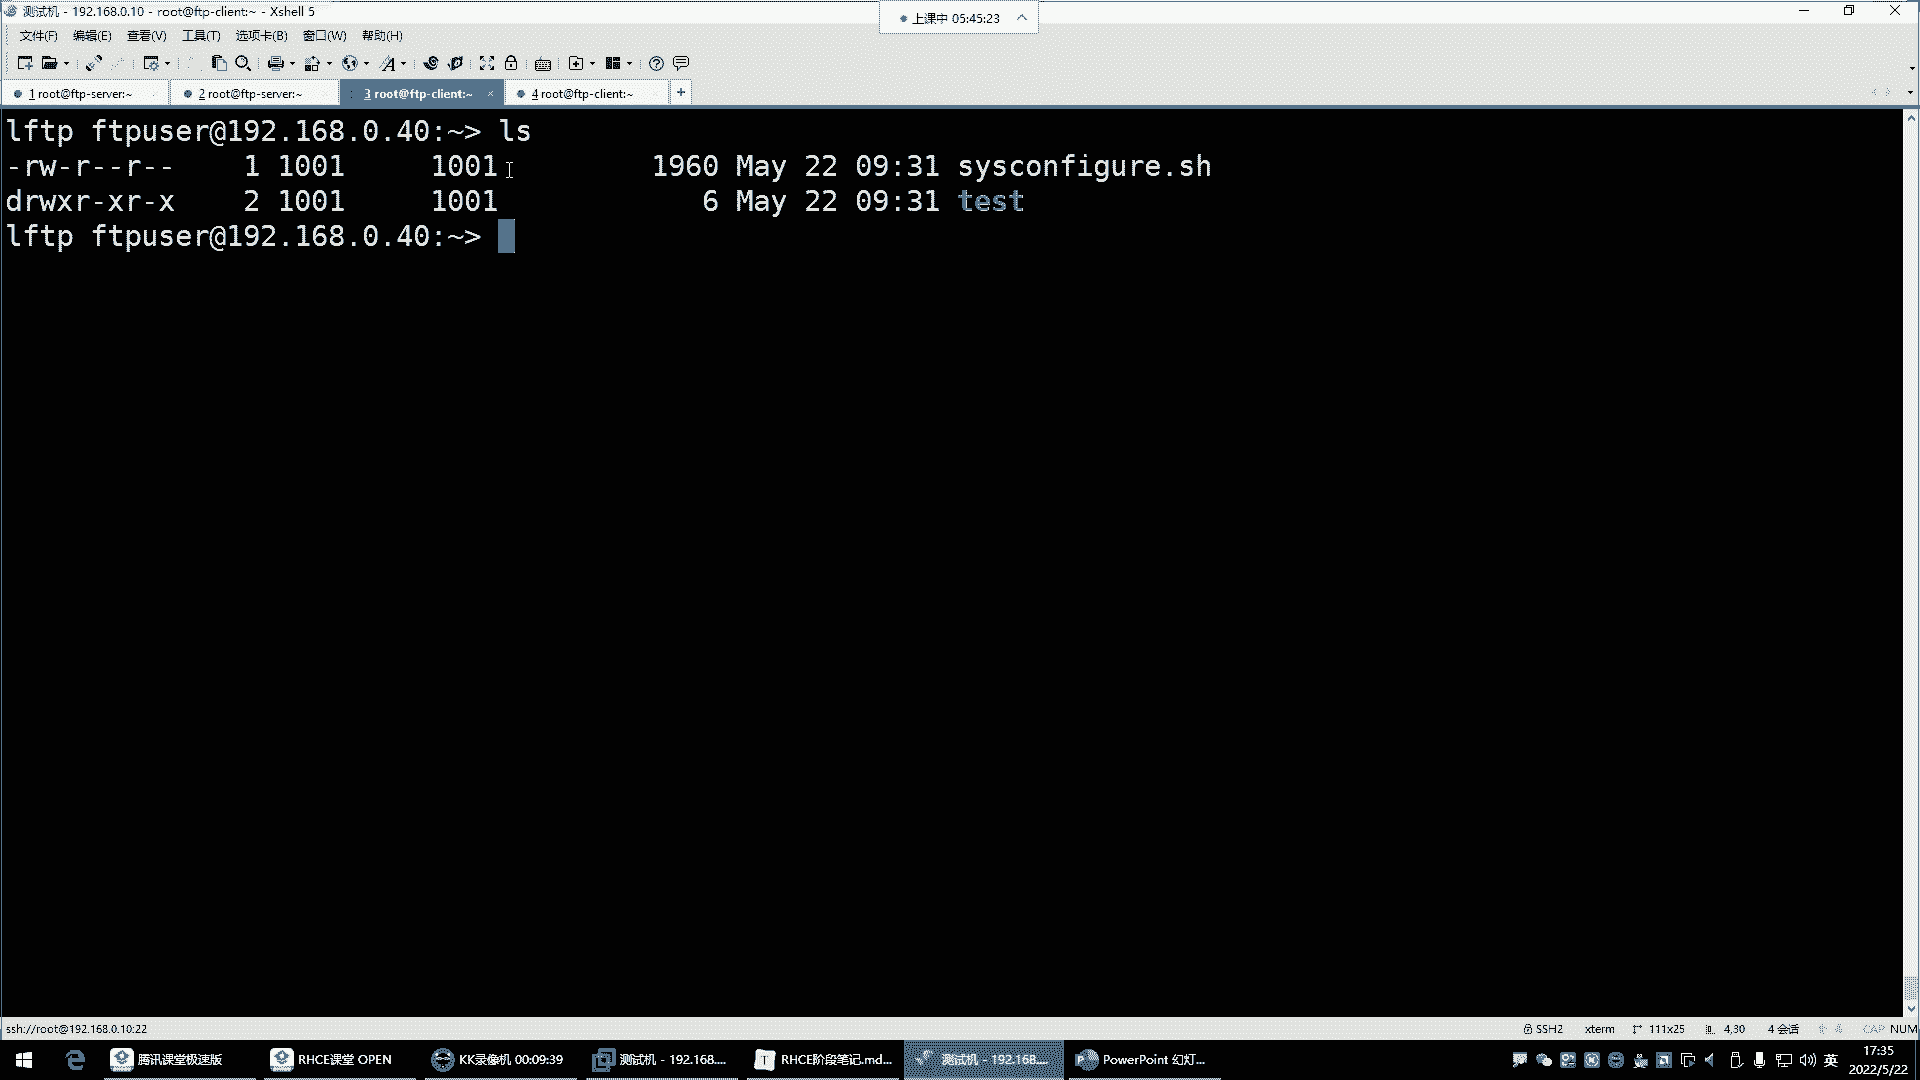 测试机 - 192.168.0.10 - root@ftp-client:~ - Xshell 5
上课中 05:45:23
文件(F) 编辑(E) 查看(V) 工具(T) 选项卡(B) 窗口(W) 帮助(H)
1 root@ftp-server:~ 2 root@ftp-server:~ 3 root@ftp-client:~ × 4 root@ftp-client:~ +
lftp ftpuser@192.168.0.40:~> ls
-rw-r--r-- 1 1001 1001 1960 May 22 09:31 sysconfigure.sh
drwxr-xr-x 2 1001 1001 6 May 22 09:31 test
lftp ftpuser@192.168.0.40:~>
ssh://root@192.168.0.10:22 SSH2 xterm 111x25 4,30 4 会话 CAP NUM
腾讯课堂极速版 RHCE课堂 OPEN KK录像机 00:09:39 测试机 - 192.168.... RHCE阶段笔记.md... 测试机 - 192.168.... PowerPoint 幻灯... 英 17:35
2022/5/22